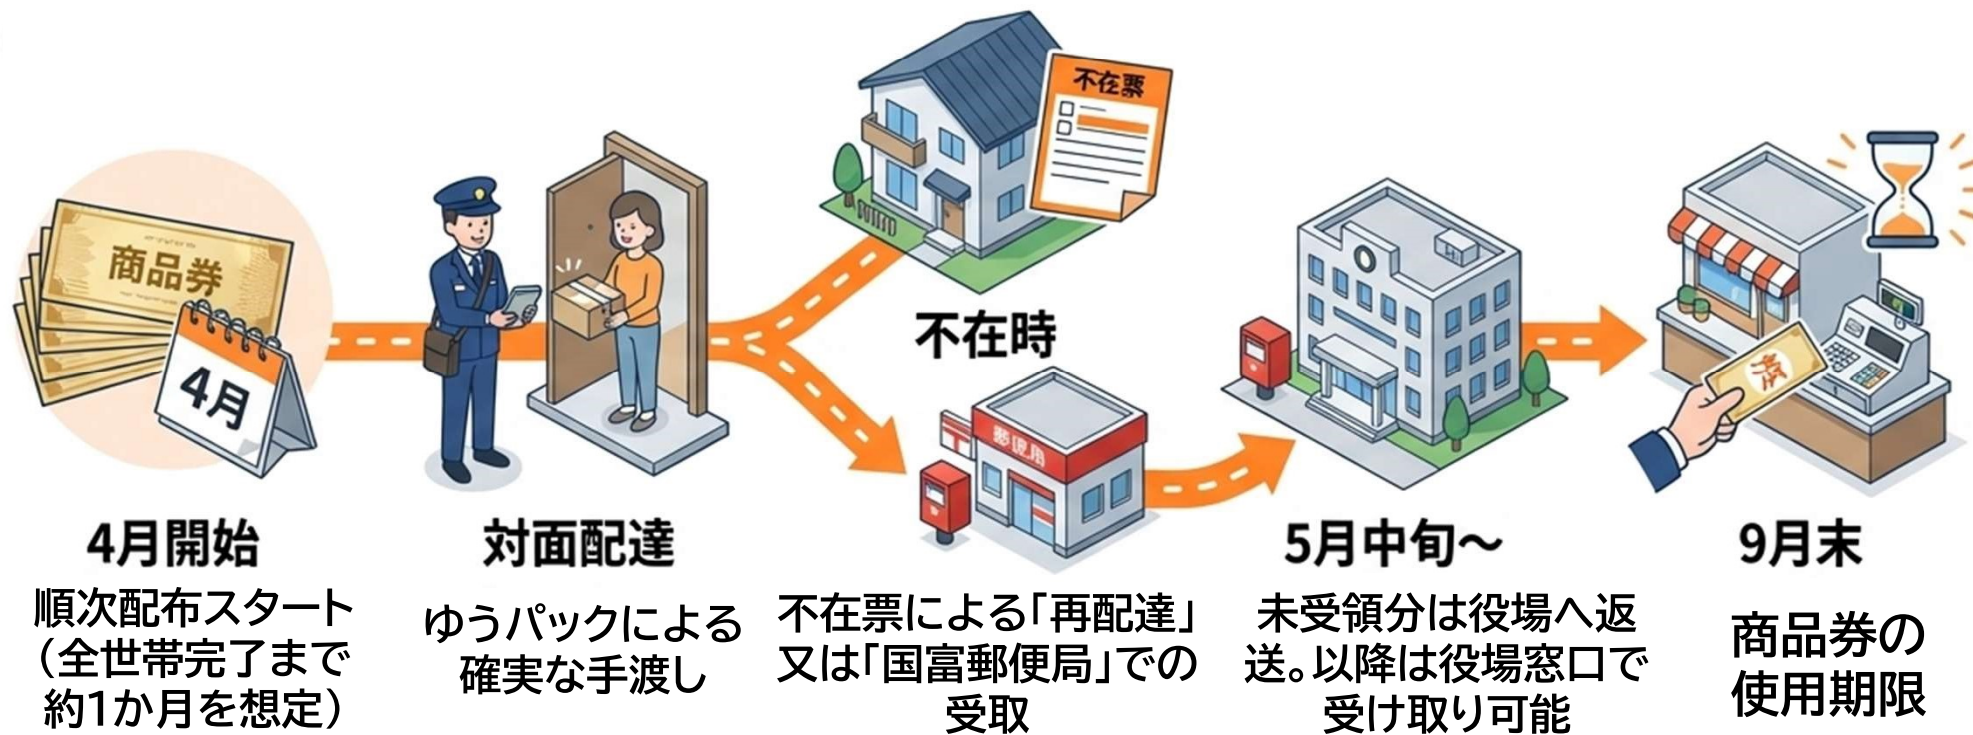 商品券
4月
不在票
不在時
4月開始
順次配布スタート
（全世帯完了まで
約1か月を想定）
対面配達
ゆうパックによる
確実な手渡し
不在票による「再配達」
又は「国富郵便局」での
受取
5月中旬～
未受領分は役場へ返
送。以降は役場窓口で
受け取り可能
9月末
商品券の
使用期限